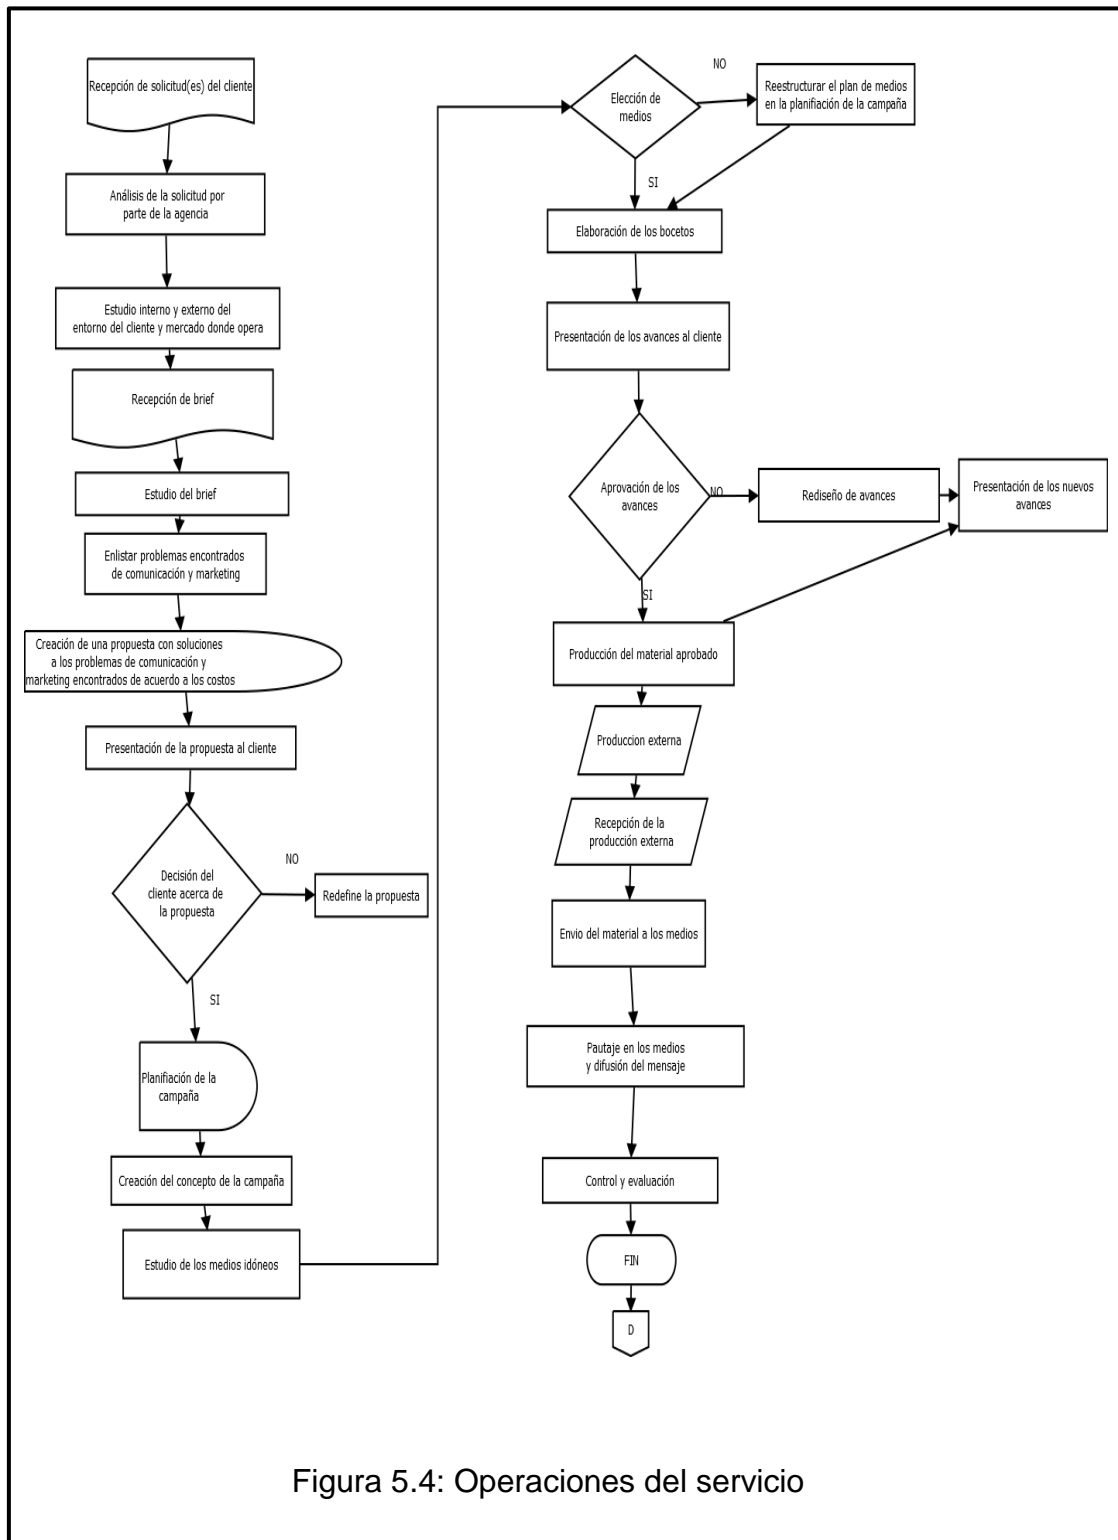 Recepción de solicitud(es) del cliente
Análisis de la solicitud por
parte de la agencia
Estudio interno y externo del
entorno del cliente y mercado donde opera
Recepción de brief
Estudio del brief
Enlistar problemas encontrados
de comunicación y marketing
Creación de una propuesta con soluciones
a los problemas de comunicación y
marketing encontrados de acuerdo a los costos
Presentación de la propuesta al cliente
Decisión del
cliente acerca de
la propuesta
NO
Redefine la propuesta
SI
Planifiación de la
campaña
Creación del concepto de la campaña
Estudio de los medios idóneos
Elección de
medios
NO
Reestructurar el plan de medios
en la planifiación de la campaña
SI
Elaboración de los bocetos
Presentación de los avances al cliente
Aprovación de los
avances
NO
Rediseño de avances
Presentación de los nuevos
avances
SI
Producción del material aprobado
Produccion externa
Recepción de la
producción externa
Envio del material a los medios
Pautaje en los medios
y difusión del mensaje
Control y evaluación
FIN
D
Figura 5.4: Operaciones del servicio